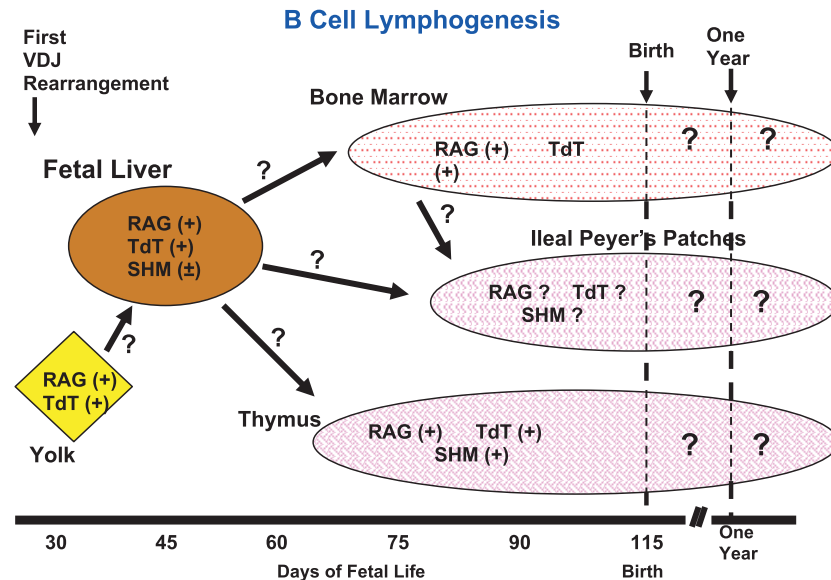 B Cell Lymphogenesis
First
VDJ
Rearrangement
Birth
One
Year
Bone Marrow
RAG (+) TdT
(+)
? ?
Fetal Liver
?
RAG (+)
TdT (+)
SHM (±)
?
?
Ileal Peyer's Patches
RAG ? TdT ?
SHM ?
? ?
?
?
RAG (+)
TdT (+)
Yolk
Thymus
RAG (+) TdT (+)
SHM (+)
? ?
30 45 60 75 90 115 One
Year
Days of Fetal Life Birth